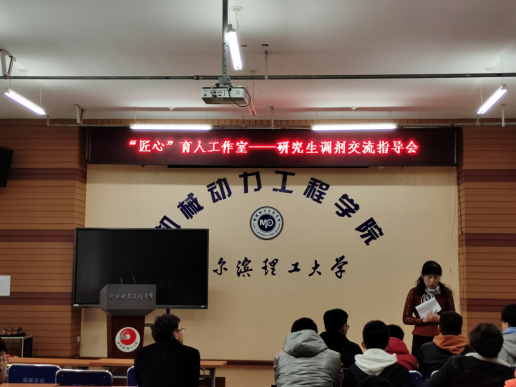 “匠心”育人工作室——研究生调剂交流指导会
机械动力工程学院
尔滨理工大学